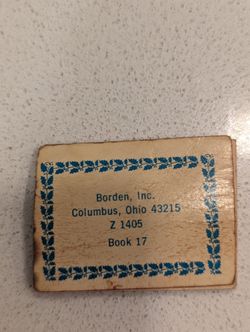 Borden, Inc.
Columbus, Ohio 43215
Z 1405
Book 17